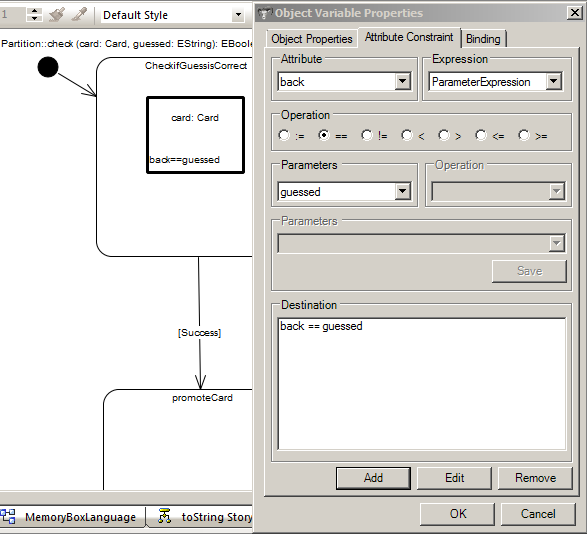 1
Default Style
Partition::check (card: Card, guessed: EString): EBoole
CheckifGuessisCorrect
card: Card
back==guessed
[Success]
promoteCard
MemoryBoxLanguage
toString Story
Object Variable Properties
Object Properties
Attribute Constraint
Binding
Attribute
back
Expression
ParameterExpression
Operation
:=
==
!=
<
>
<=
>=
Parameters
guessed
Operation
Parameters
Save
Destination
back == guessed
Add
Edit
Remove
OK
Cancel